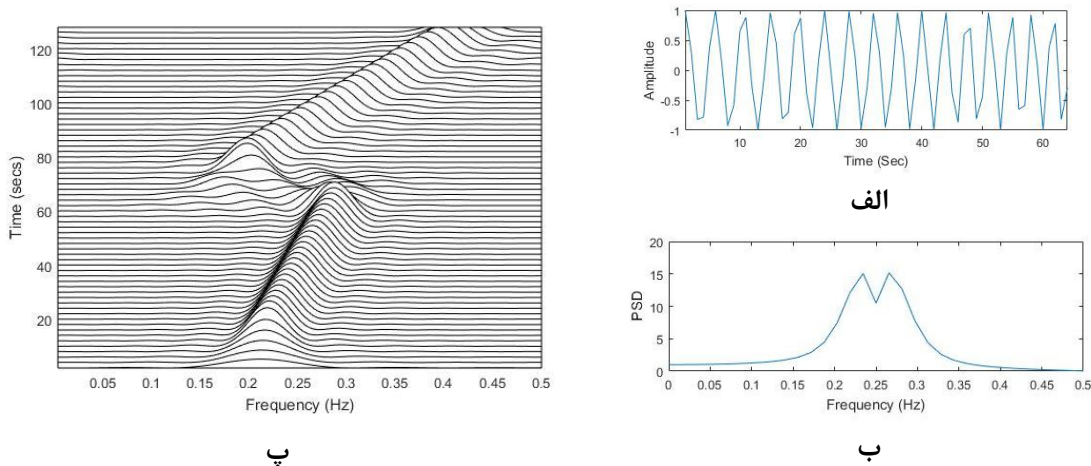 120
100
80
60
40
20
Time (secs)
0.05 0.1 0.15 0.2 0.25 0.3 0.35 0.4 0.45 0.5
Frequency (Hz)
پ
1
0.5
0
-0.5
-1
Amplitude
10 20 30 40 50 60
Time (Sec)
الف
20
15
10
5
0
PSD
0 0.05 0.1 0.15 0.2 0.25 0.3 0.35 0.4 0.45 0.5
Frequency (Hz)
ب